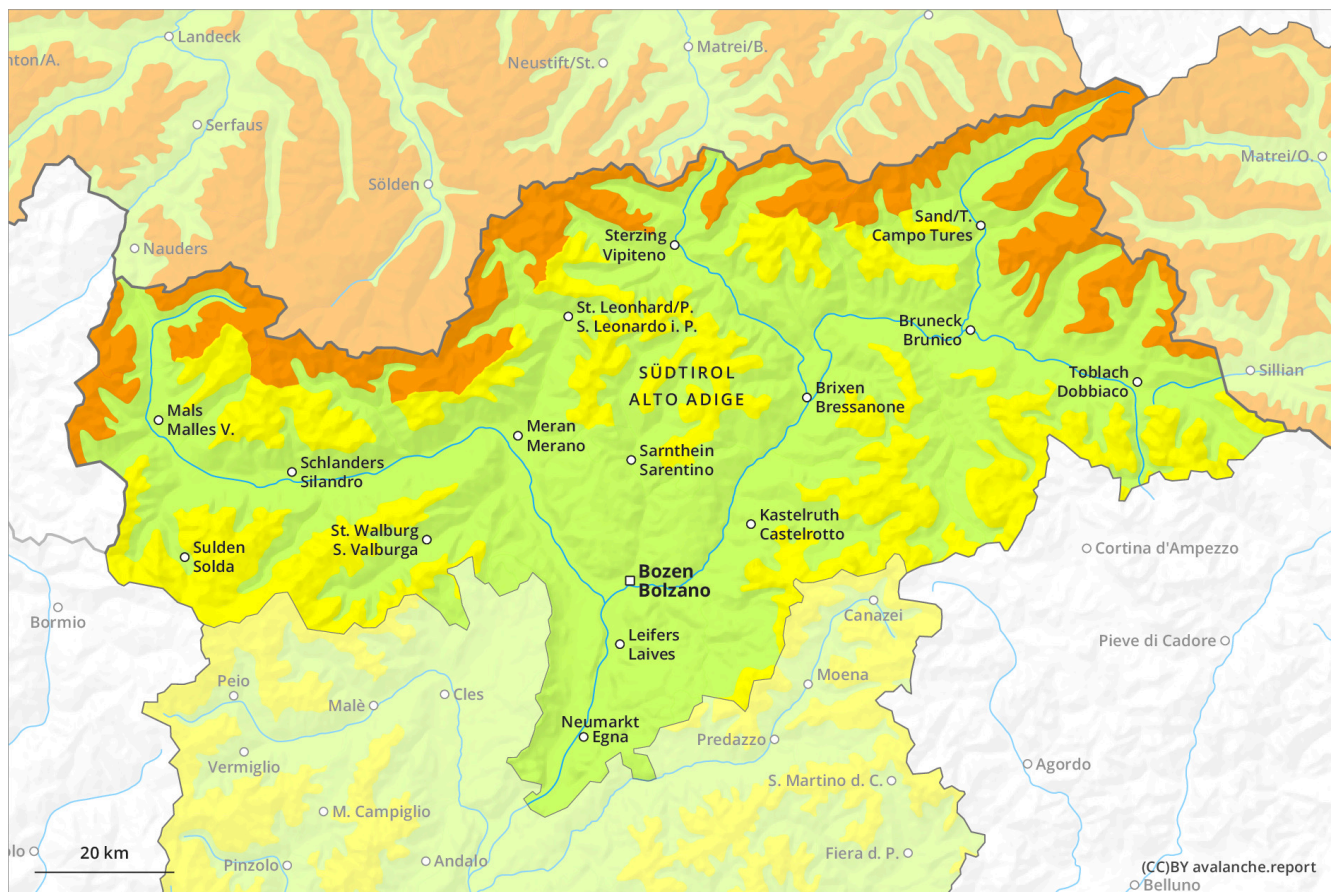 Landeck
nton/A.
Matrei/B.
Neustift/St.
Serfaus
Matrei/O.
Sölden
Sand/T.
Campo Tures
Sterzing
Vipiteno
Nauders
St. Leonhard/P.
S. Leonardo i. P.
Bruneck
Brunico
SÜDTIROL
ALTO ADIGE
Toblach
Dobbiaco
Sillian
Brixen
Bressanone
Mals
Malles V.
Meran
Merano
Sarnthein
Sarentino
Schlanders
Silandro
Kastelruth
Castelrotto
St. Walburg
S. Valburga
Sulden
Solda
Cortina d'Ampezzo
Bozen
Bolzano
Bormio
Canazei
Leifers
Laives
Pieve di Cadore
Moena
Peio
Cles
Malè
Neumarkt
Egna
Predazzo
Vermiglio
Agordo
S. Martino d. C.
M. Campiglio
olo
20 km
Pinzolo
Andalo
Fiera d. P.
(CC)BY avalanche.report
Belluno